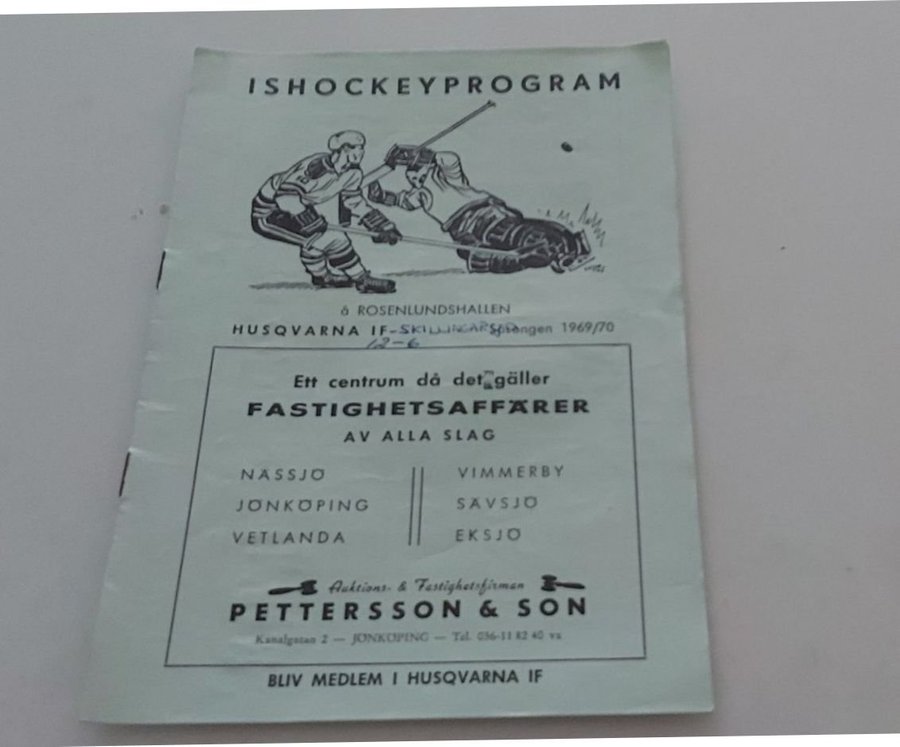 ISHOCKEYPROGRAM
å ROSENLUNDSHALLEN
HUSQVARNA IF - SKILLINGARYD Säsongen 1969/70
12-6
Ett centrum då det gäller
FASTIGHETSAFFÄRER
AV ALLA SLAG
NÄSSJÖ
JÖNKÖPING
VETLANDA
VIMMERBY
SÄVSJÖ
EKSJÖ
Auktions- & Fastighetsfirman
PETTERSSON & SON
Kanalgatan 2 — JÖNKÖPING — Tel. 036-11 82 40 vx
BLIV MEDLEM I HUSQVARNA IF